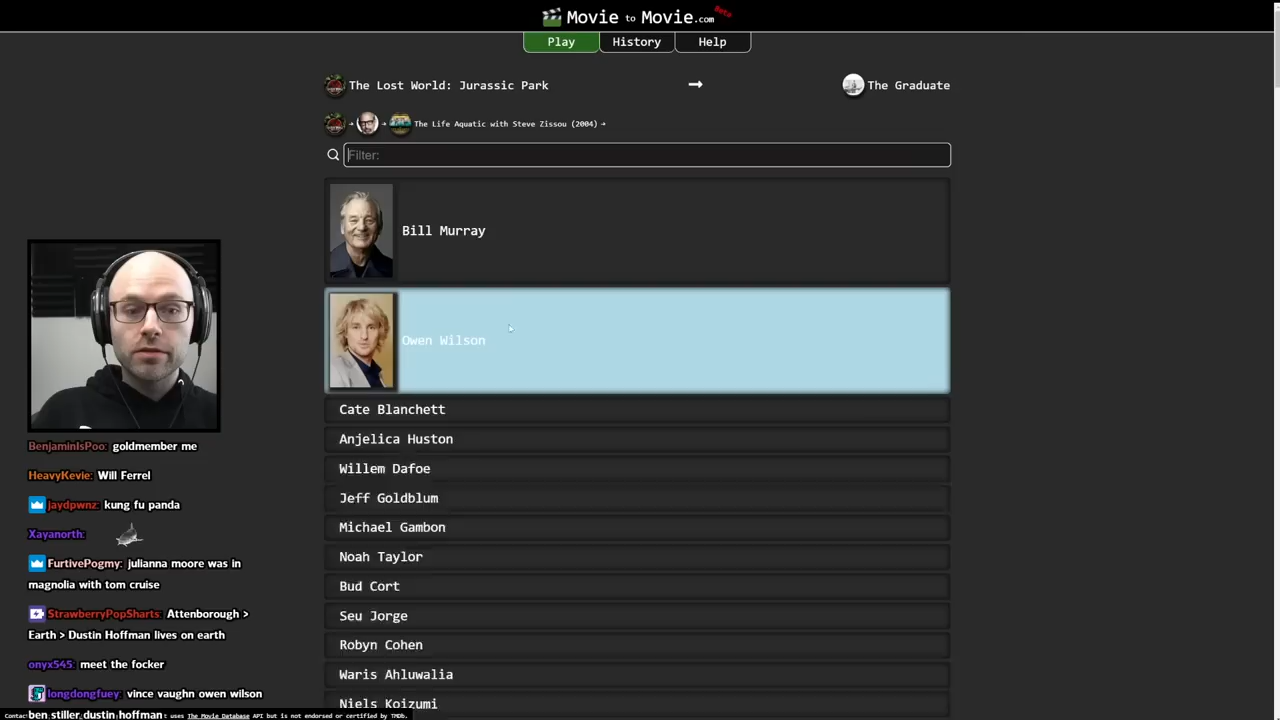 Movie to Movie.com Beta
Play History Help
The Lost World: Jurassic Park → The Graduate
→ → The Life Aquatic with Steve Zissou (2004) →
Filter:
Bill Murray
Owen Wilson
Cate Blanchett
Anjelica Huston
Willem Dafoe
Jeff Goldblum
Michael Gambon
Noah Taylor
Bud Cort
Seu Jorge
Robyn Cohen
Waris Ahluwalia
Niels Koizumi
BenjaminIsPoo: goldmember me
HeavyKevie: Will Ferrel
jaydpwnz: kung fu panda
Xayanorth:
FurtivePogmy: julianna moore was in
magnolia with tom cruise
StrawberryPopSharts: Attenborough >
Earth > Dustin Hoffman lives on earth
onyx545: meet the focker
longdongfuey: vince vaughn owen wilson
ben stiller dustin hoffman
t uses The Movie Database API but is not endorsed or certified by TMDb.